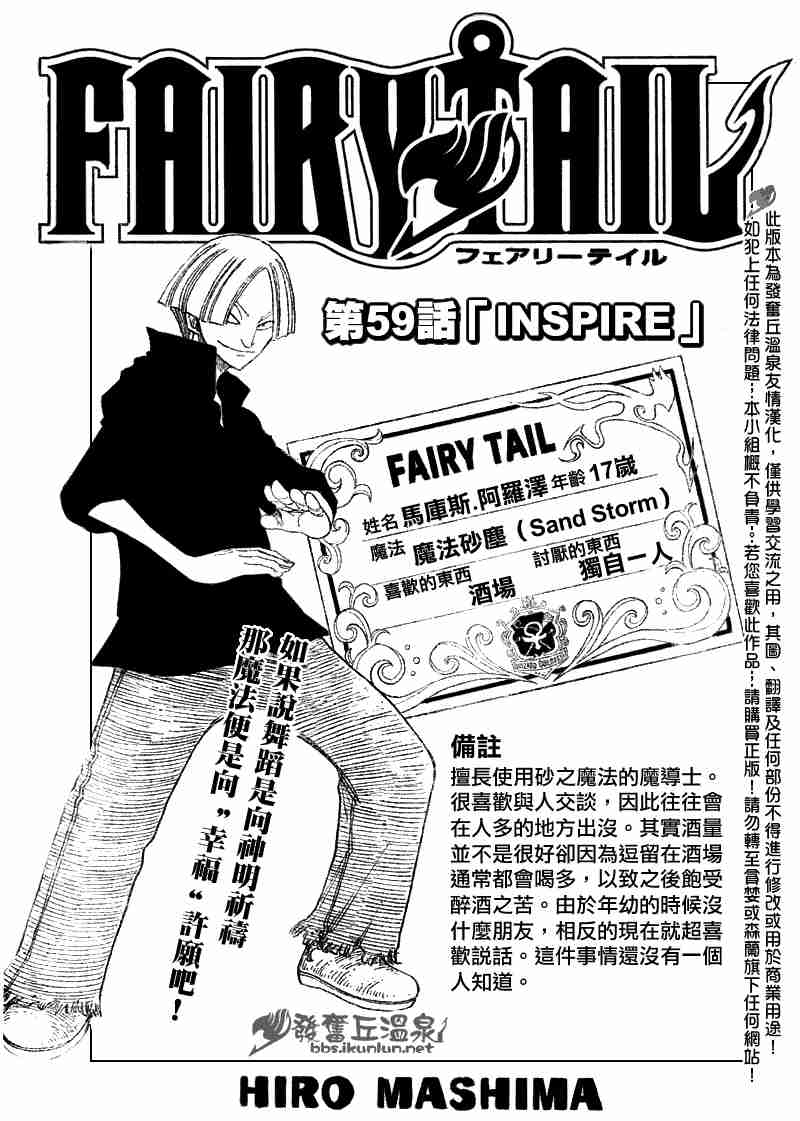 FAIRY TAIL
フェアリーテイル
第59話「INSPIRE」
FAIRY TAIL
姓名 馬庫斯.阿羅澤 年齡 17歲
魔法 魔法砂塵(Sand Storm)
喜歡的東西 酒場 討厭的東西 獨自一人
如果說舞蹈是向神明祈禱
那魔法便是向”幸福“許願吧!
備註
擅長使用砂之魔法的魔導士。
很喜歡與人交談,因此往往會
在人多的地方出沒。其實酒量
並不是很好卻因為逗留在酒場
通常都會喝多,以致之後飽受
醉酒之苦。由於年幼的時候沒
什麼朋友,相反的現在就超喜
歡說話。這件事情還沒有一個
人知道。
此版本為發奮丘溫泉友情漢化,僅供學習交流之用,其圖、翻譯及任何部份不得進行修改或用於商業用途!
如犯上任何法律問題…本小組概不負責。若您喜歡此作品…請購買正版!請勿轉至貪婪或森蘭旗下任何網站!
發奮丘溫泉
bbs.ikunlun.net
HIRO MASHIMA